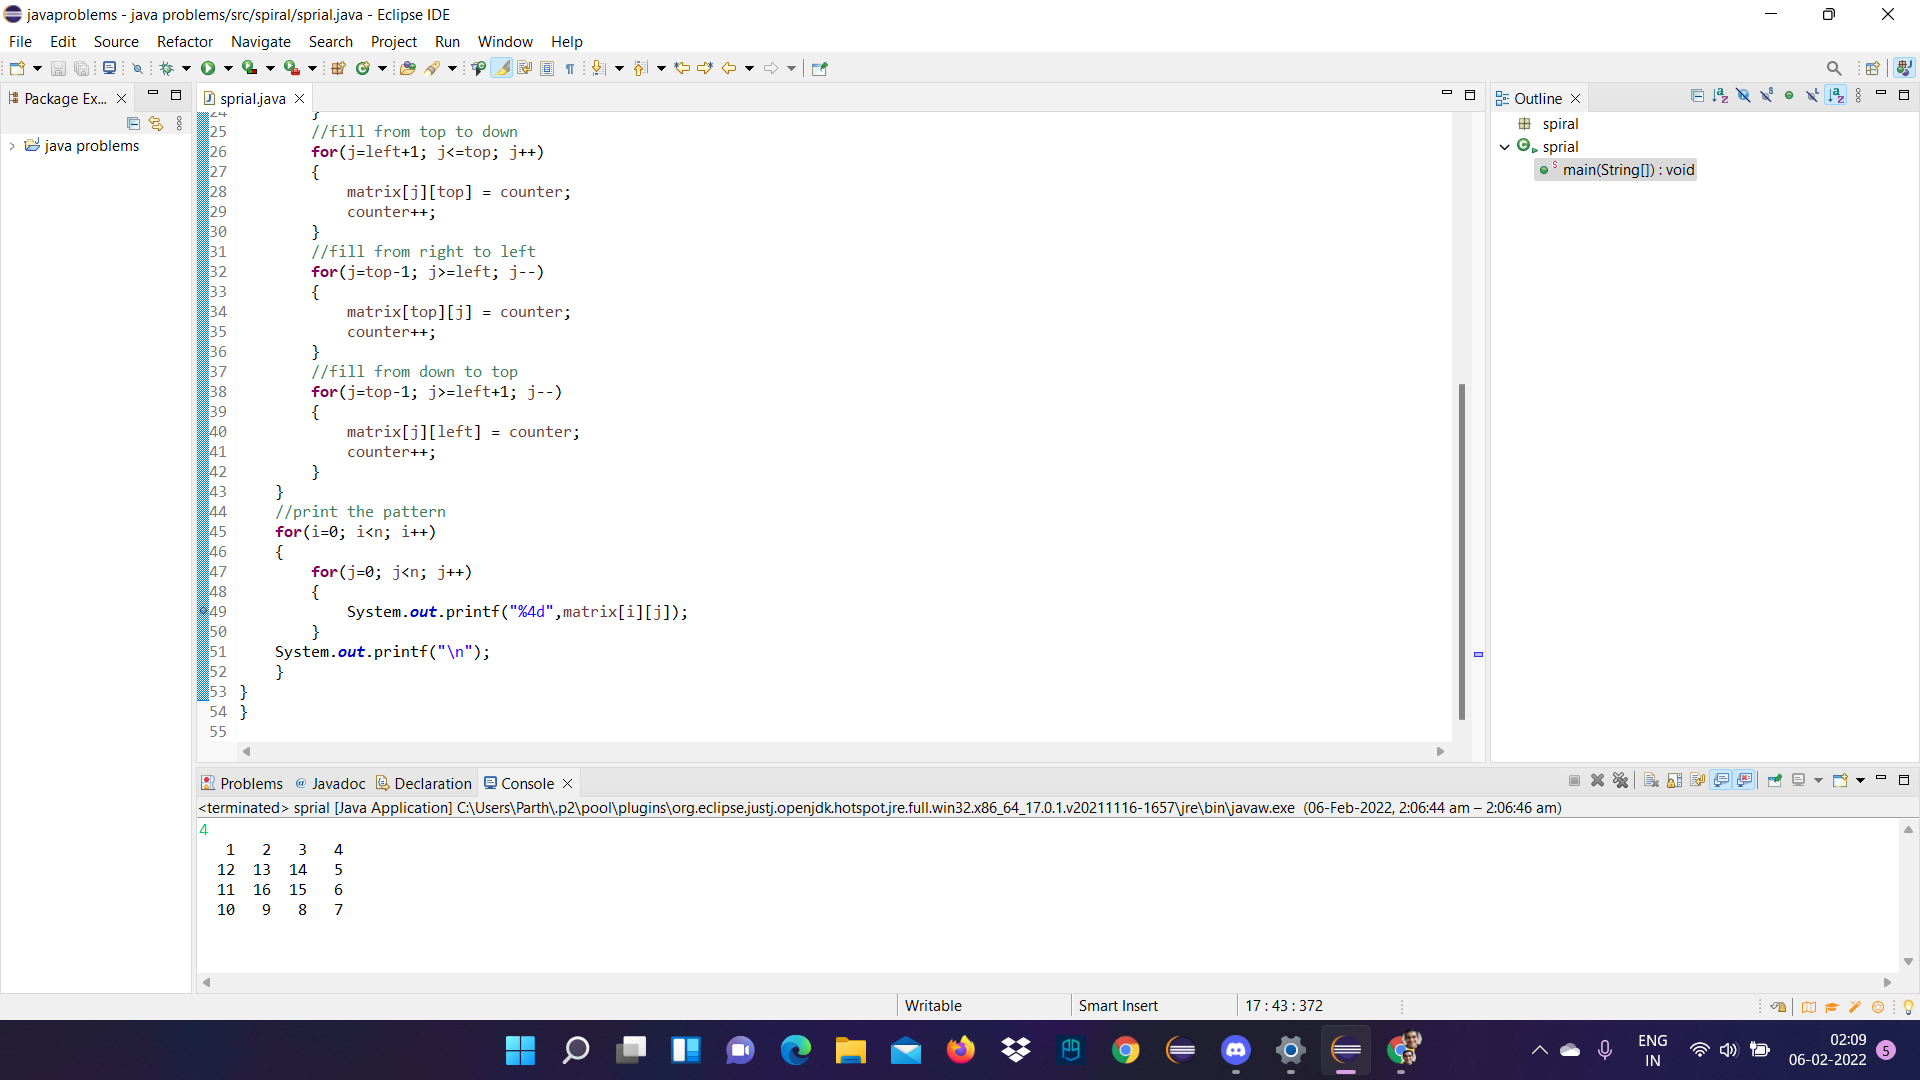 javaproblems - java problems/src/spiral/sprial.java - Eclipse IDE
File Edit Source Refactor Navigate Search Project Run Window Help
Package Ex...
java problems
sprial.java
24 }
25 //fill from top to down
26 for(j=left+1; j<=top; j++)
27 {
28 matrix[j][top] = counter;
29 counter++;
30 }
31 //fill from right to left
32 for(j=top-1; j>=left; j--)
33 {
34 matrix[top][j] = counter;
35 counter++;
36 }
37 //fill from down to top
38 for(j=top-1; j>=left+1; j--)
39 {
40 matrix[j][left] = counter;
41 counter++;
42 }
43 }
44 //print the pattern
45 for(i=0; i<n; i++)
46 {
47 for(j=0; j<n; j++)
48 {
49 System.out.printf("%4d",matrix[i][j]);
50 }
51 System.out.printf("\n");
52 }
53 }
54 }
55
Outline
spiral
sprial
main(String[]) : void
Problems Javadoc Declaration Console
<terminated> sprial [Java Application] C:\Users\Parth\.p2\pool\plugins\org.eclipse.justj.openjdk.hotspot.jre.full.win32.x86_64_17.0.1.v20211116-1657\jre\bin\javaw.exe (06-Feb-2022, 2:06:44 am – 2:06:46 am)
4
1 2 3 4
12 13 14 5
11 16 15 6
10 9 8 7
Writable Smart Insert 17 : 43 : 372
ENG
IN
02:09
06-02-2022
5